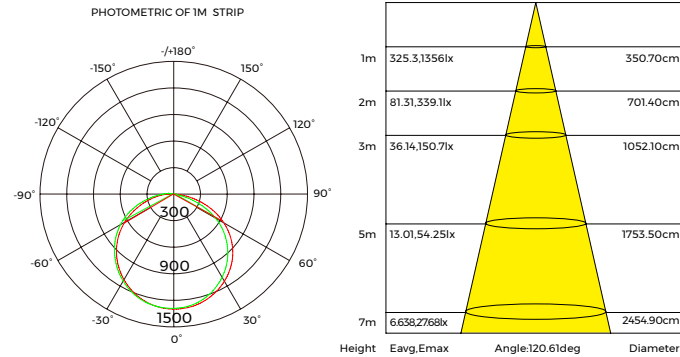 PHOTOMETRIC OF 1M STRIP
-/+180°
-150°
150°
-120°
120°
-90°
90°
300
-60°
60°
900
-30°
30°
1500
0°
1m 325.3,1356lx 350.70cm
2m 81.31,339.1lx 701.40cm
3m 36.14,150.7lx 1052.10cm
5m 13.01,54.25lx 1753.50cm
7m 6.638,27.68lx 2454.90cm
Height Eavg,Emax Angle:120.61deg Diameter